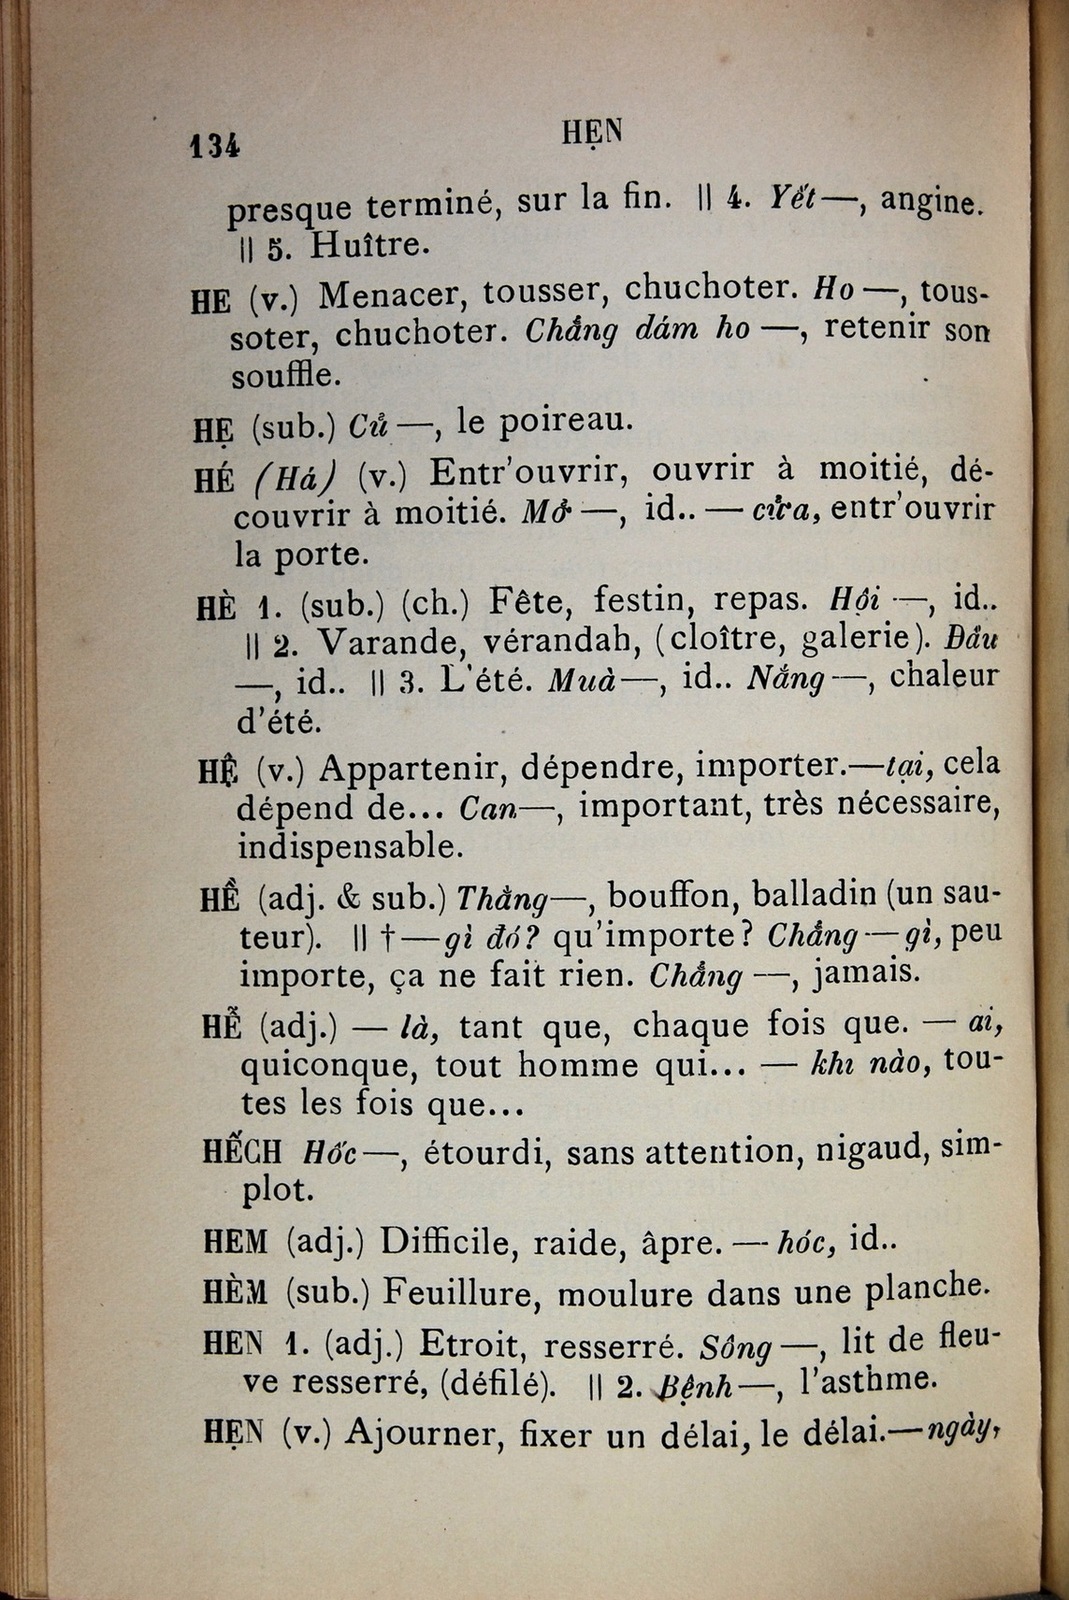 134
HẸN
presque terminé, sur la fin. || 4. Yết —, angine.
|| 5. Huître.
HE (v.) Menacer, tousser, chuchoter. Ho —, tous-
soter, chuchoter. Chẳng dám ho —, retenir son
souffle.
HẸ (sub.) Củ —, le poireau.
HÉ (Há) (v.) Entr'ouvrir, ouvrir à moitié, dé-
couvrir à moitié. Mở —, id.. — cửa, entr'ouvrir
la porte.
HÈ 1. (sub.) (ch.) Fête, festin, repas. Hội —, id..
|| 2. Varande, vérandah, (cloître, galerie). Đầu
—, id.. || 3. L'été. Muà —, id.. Nắng —, chaleur
d'été.
HỆ (v.) Appartenir, dépendre, importer.— tại, cela
dépend de... Can —, important, très nécessaire,
indispensable.
HỀ (adj. & sub.) Thằng —, bouffon, balladin (un sau-
teur). || † — gì đó? qu'importe? Chẳng — gì, peu
importe, ça ne fait rien. Chẳng —, jamais.
HỄ (adj.) — là, tant que, chaque fois que. — ai,
quiconque, tout homme qui... — khi nào, tou-
tes les fois que...
HẾCH Hốc —, étourdi, sans attention, nigaud, sim-
plot.
HEM (adj.) Difficile, raide, âpre. — hóc, id..
HÈM (sub.) Feuillure, moulure dans une planche.
HEN 1. (adj.) Etroit, resserré. Sông —, lit de fleu-
ve resserré, (défilé). || 2. Bệnh —, l'asthme.
HẸN (v.) Ajourner, fixer un délai, le délai.— ngày,